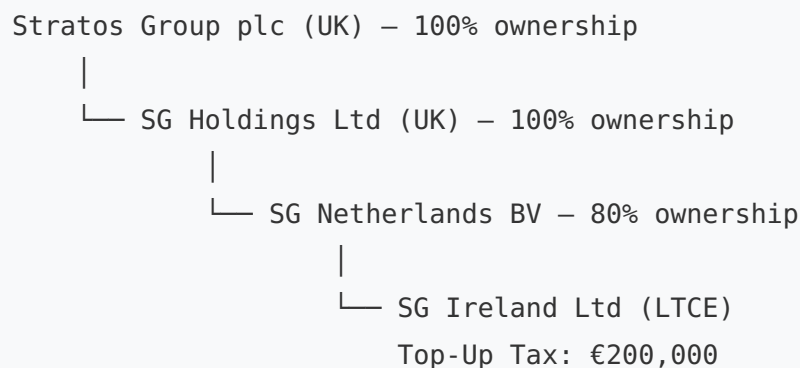 Stratos Group plc (UK) – 100% ownership
│
└── SG Holdings Ltd (UK) – 100% ownership
│
└── SG Netherlands BV – 80% ownership
│
└── SG Ireland Ltd (LTCE)
Top-Up Tax: €200,000